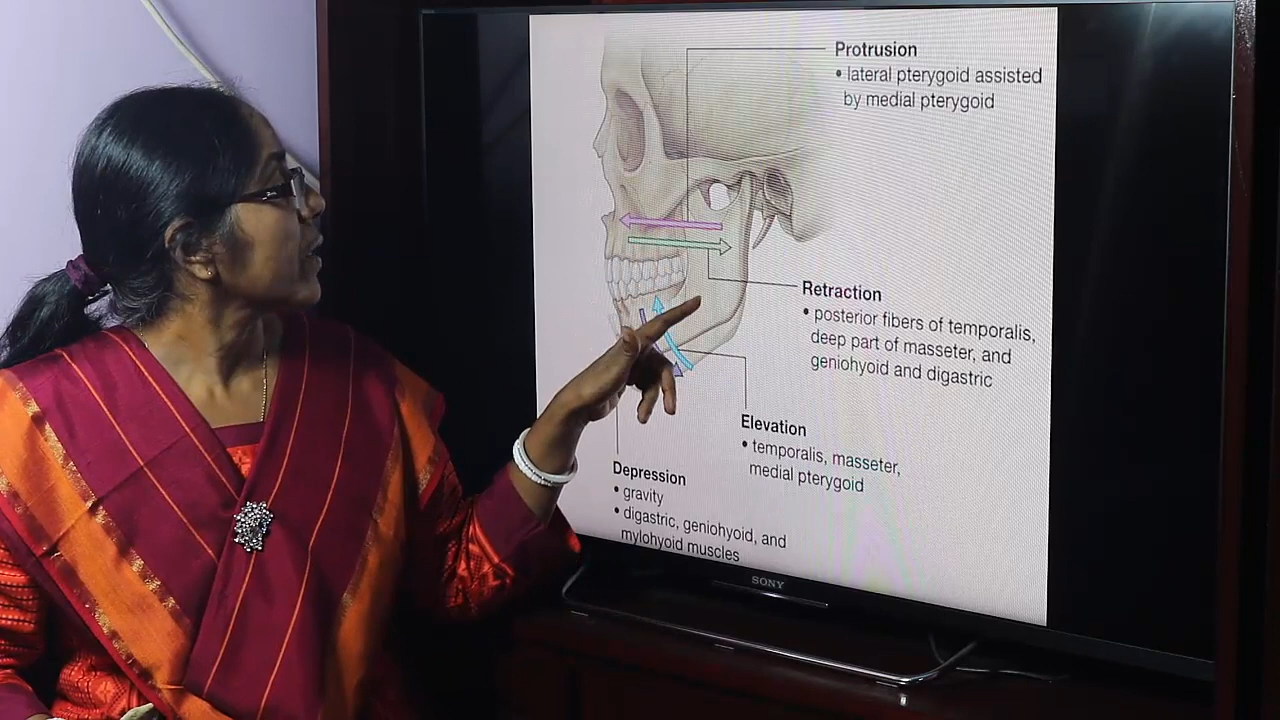 Protrusion
• lateral pterygoid assisted
by medial pterygoid
Retraction
• posterior fibers of temporalis,
deep part of masseter, and
geniohyoid and digastric
Elevation
• temporalis, masseter,
medial pterygoid
Depression
• gravity
• digastric, geniohyoid, and
mylohyoid muscles
SONY